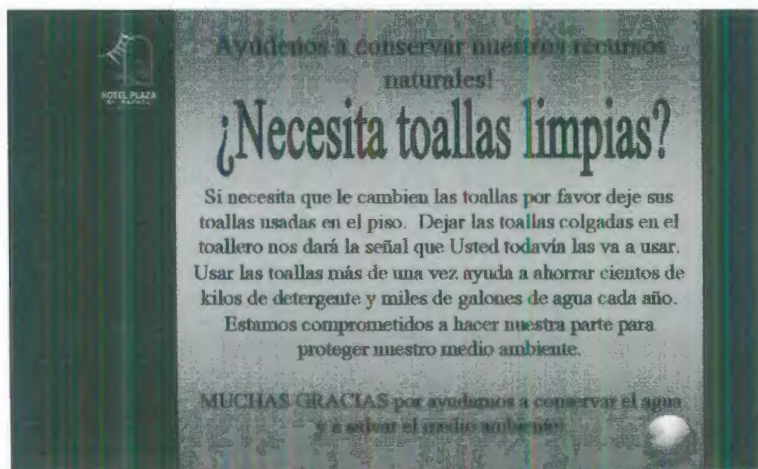 HOTEL PLAZA
Ayúdenos a conservar nuestros recursos
naturales!
¿Necesita toallas limpias?
Si necesita que le cambien las toallas por favor deje sus
toallas usadas en el piso. Dejar las toallas colgadas en el
toallero nos dará la señal que Usted todavía las va a usar.
Usar las toallas más de una vez ayuda a ahorrar cientos de
kilos de detergente y miles de galones de agua cada año.
Estamos comprometidos a hacer nuestra parte para
proteger nuestro medio ambiente.
MUCHAS GRACIAS por ayudarnos a conservar el agua
y a salvar el medio ambiente!